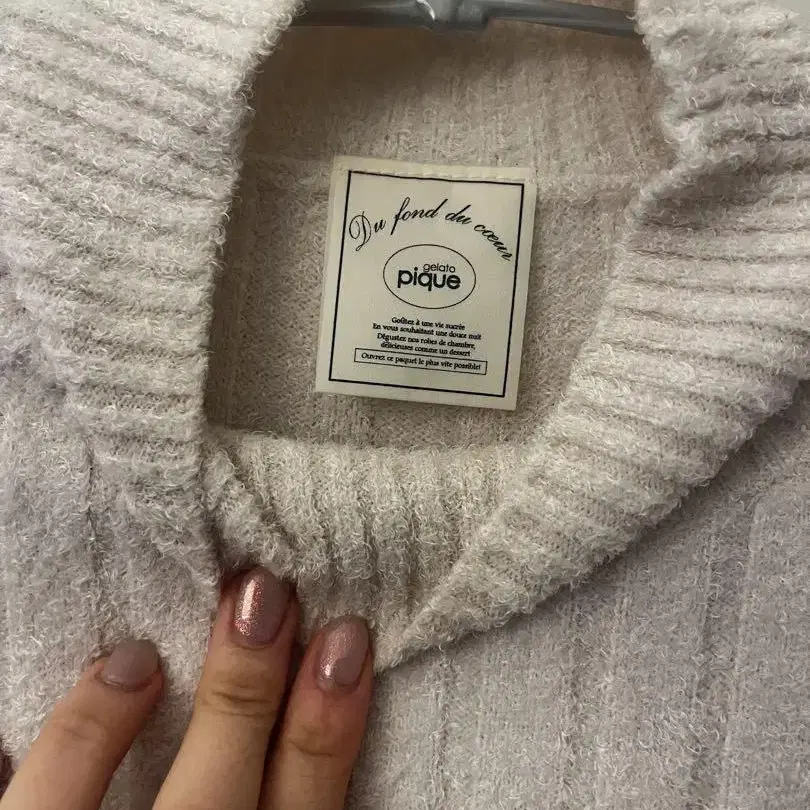 Du fond du cœur
gelato
pique
Goûtez à une vie sucrée
En vous souhaitant une douce nuit
Dégustez nos robes de chambre,
délicieuses comme un dessert
Ouvrez ce paquet le plus vite possible!